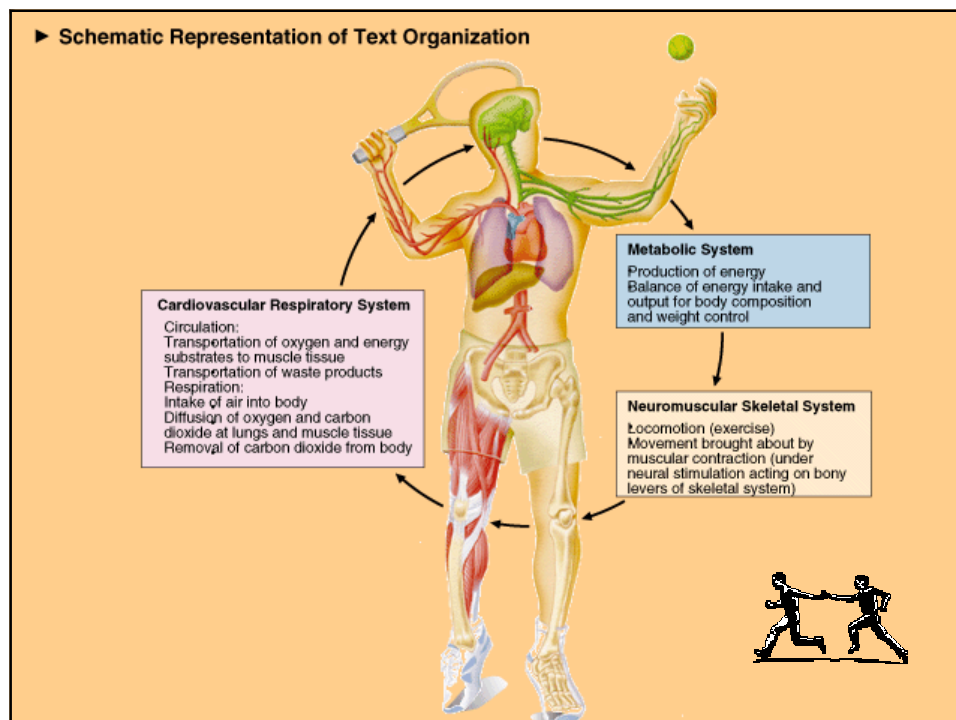 ► Schematic Representation of Text Organization
Metabolic System
Production of energy
Balance of energy intake and
output for body composition
and weight control
Cardiovascular Respiratory System
Circulation:
Transportation of oxygen and energy
substrates to muscle tissue
Transportation of waste products
Respiration:
Intake of air into body
Diffusion of oxygen and carbon
dioxide at lungs and muscle tissue
Removal of carbon dioxide from body
Neuromuscular Skeletal System
Locomotion (exercise)
Movement brought about by
muscular contraction (under
neural stimulation acting on bony
levers of skeletal system)